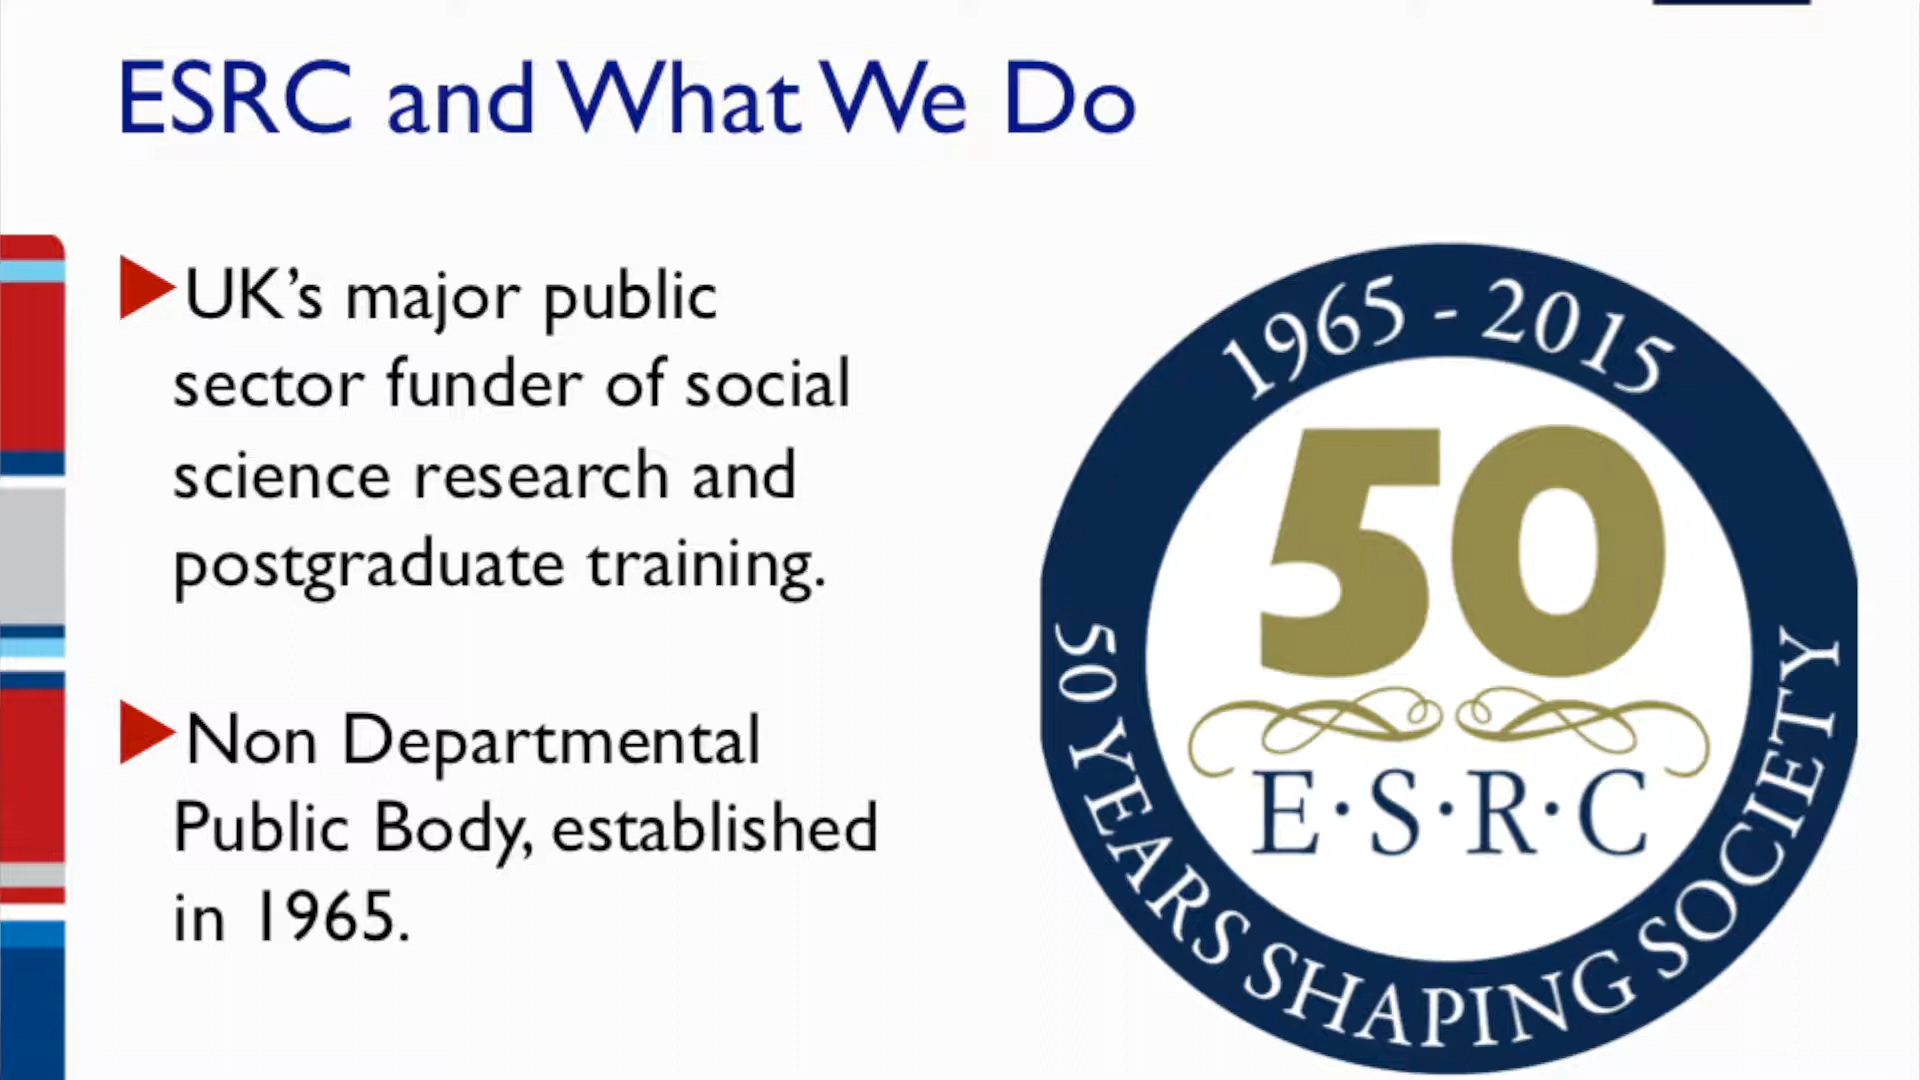 ESRC and What We Do
UK’s major public
sector funder of social
science research and
postgraduate training.
Non Departmental
Public Body, established
in 1965.
1965 - 2015
50
E·S·R·C
50 YEARS SHAPING SOCIETY